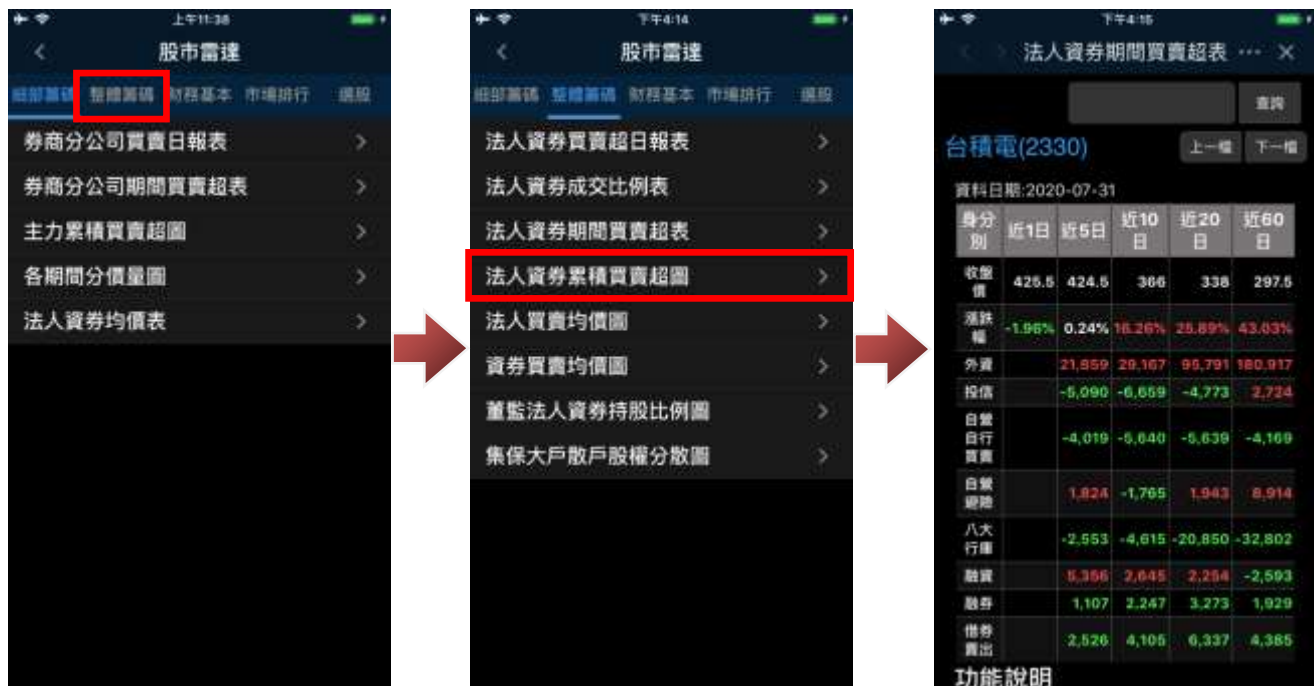 上午11:38
股市雷達
細部籌碼 整體籌碼 財務基本 市場排行 選股
券商分公司買賣日報表
券商分公司期間買賣超表
主力累積買賣超圖
各期間分價量圖
法人資券均價表
下午4:14
股市雷達
細部籌碼 整體籌碼 財務基本 市場排行 選股
法人資券買賣超日報表
法人資券成交比例表
法人資券期間買賣超表
法人資券累積買賣超圖
法人買賣均價圖
資券買賣均價圖
董監法人資券持股比例圖
集保大戶散戶股權分散圖
下午4:15
法人資券期間買賣超表 ... ×
查詢
台積電(2330) 上一檔 下一檔
資料日期:2020-07-31
身分別 近1日 近5日 近10日 近20日 近60日
收盤價 425.5 424.5 366 338 297.5
漲跌幅 -1.96% 0.24% 16.26% 25.89% 43.03%
外資 21,859 29,167 95,791 180,917
投信 -5,090 -6,659 -4,773 2,724
自營自行買賣 -4,019 -5,640 -5,639 -4,169
自營避險 1,824 -1,765 1,943 8,914
八大行庫 -2,553 -4,615 -20,850 -32,802
融資 5,356 2,645 2,254 -2,593
融券 1,107 2,247 3,273 1,929
借券賣出 2,526 4,105 6,337 4,385
功能說明